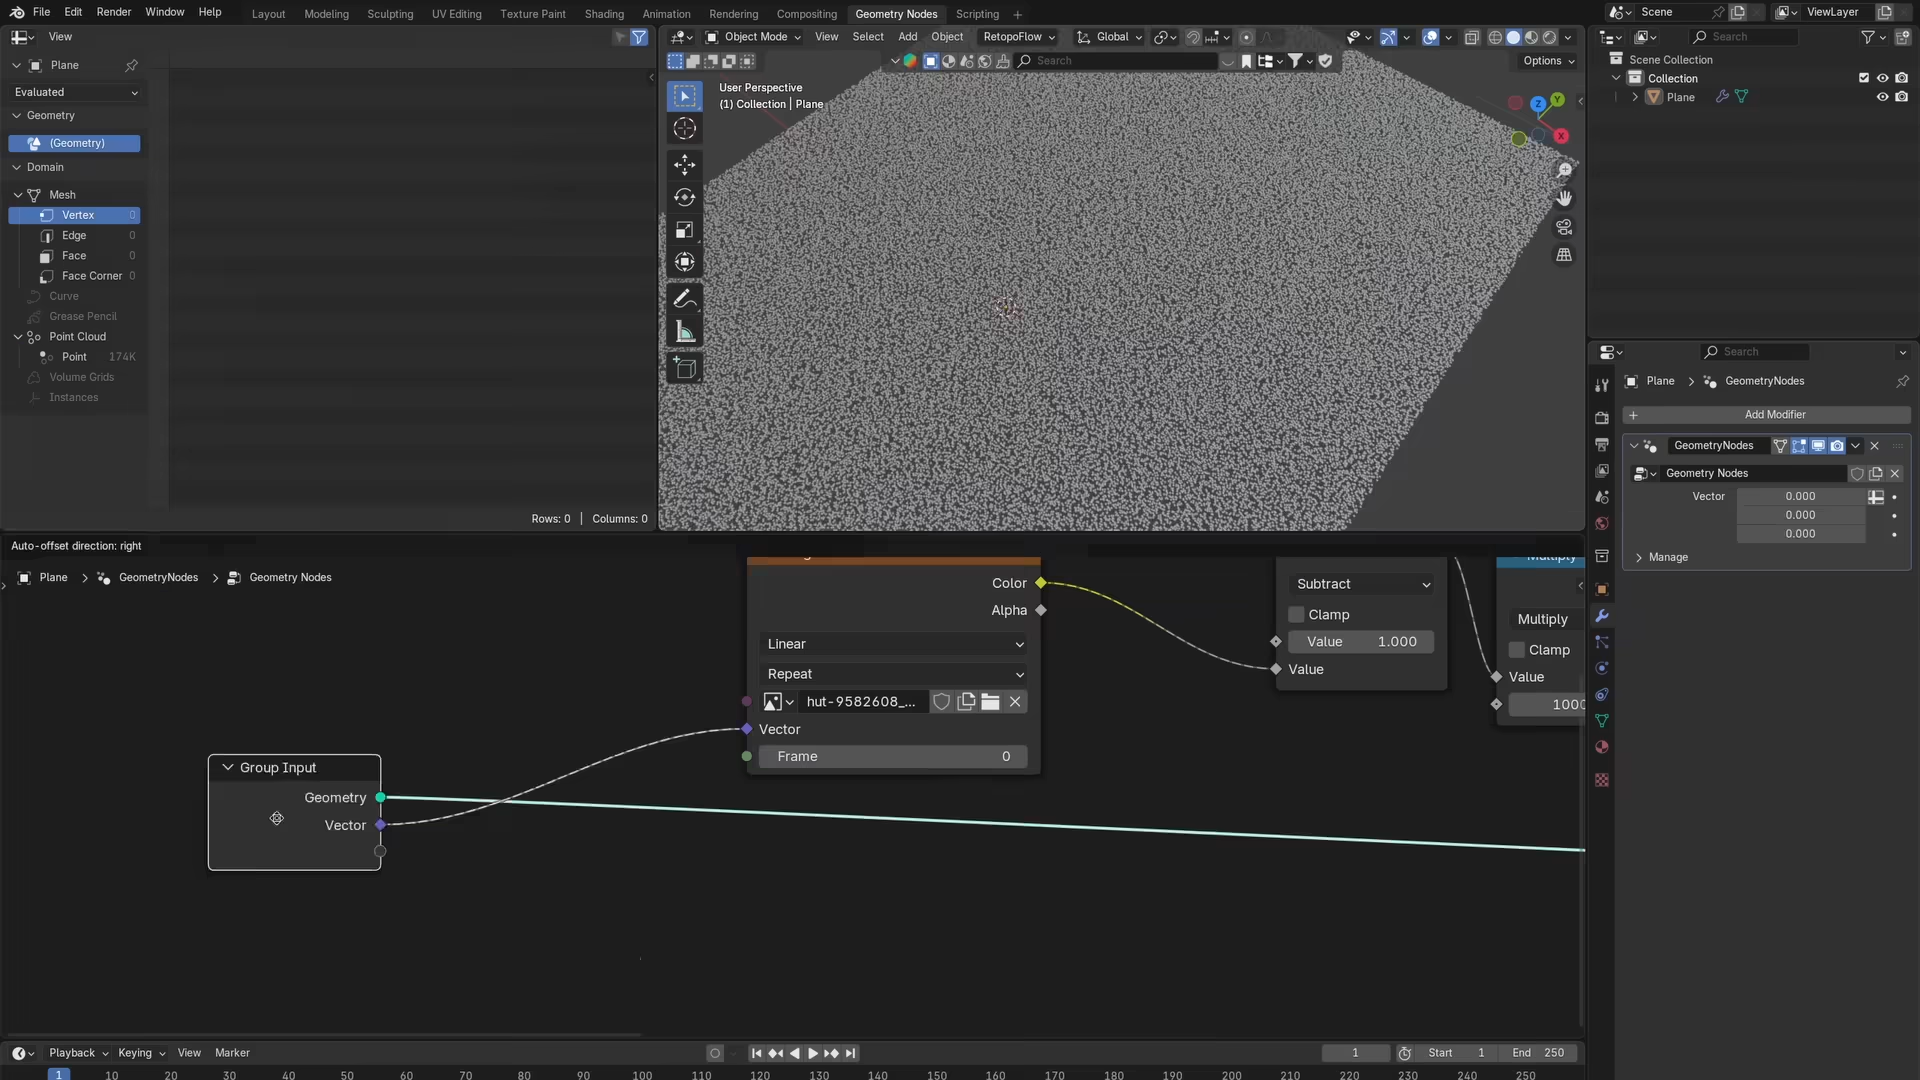 File Edit Render Window Help Layout Modeling Sculpting UV Editing Texture Paint Shading Animation Rendering Compositing Geometry Nodes Scripting + Scene ViewLayer
View
Object Mode View Select Add Object RetopoFlow Global
Search
Plane
Search
Options
Evaluated
Geometry
(Geometry)
Domain
Mesh
Vertex 0
Edge 0
Face 0
Face Corner 0
Curve
Grease Pencil
Point Cloud
Point 174K
Volume Grids
Instances
Rows: 0 | Columns: 0
User Perspective
(1) Collection | Plane
Z Y X
Scene Collection
Collection
Plane
Search
Plane > GeometryNodes
Add Modifier
GeometryNodes
Geometry Nodes
Vector 0.000
0.000
0.000
Manage
Auto-offset direction: right
Plane > GeometryNodes > Geometry Nodes
Color
Alpha
Linear
Repeat
hut-9582608_...
Vector
Frame 0
Subtract
Clamp
Value 1.000
Value
Multiply
Multiply
Clamp
Value
Group Input
Geometry
Vector
Playback Keying View Marker 1 Start 1 End 250
1 10 20 30 40 50 60 70 80 90 100 110 120 130 140 150 160 170 180 190 200 210 220 230 240 250